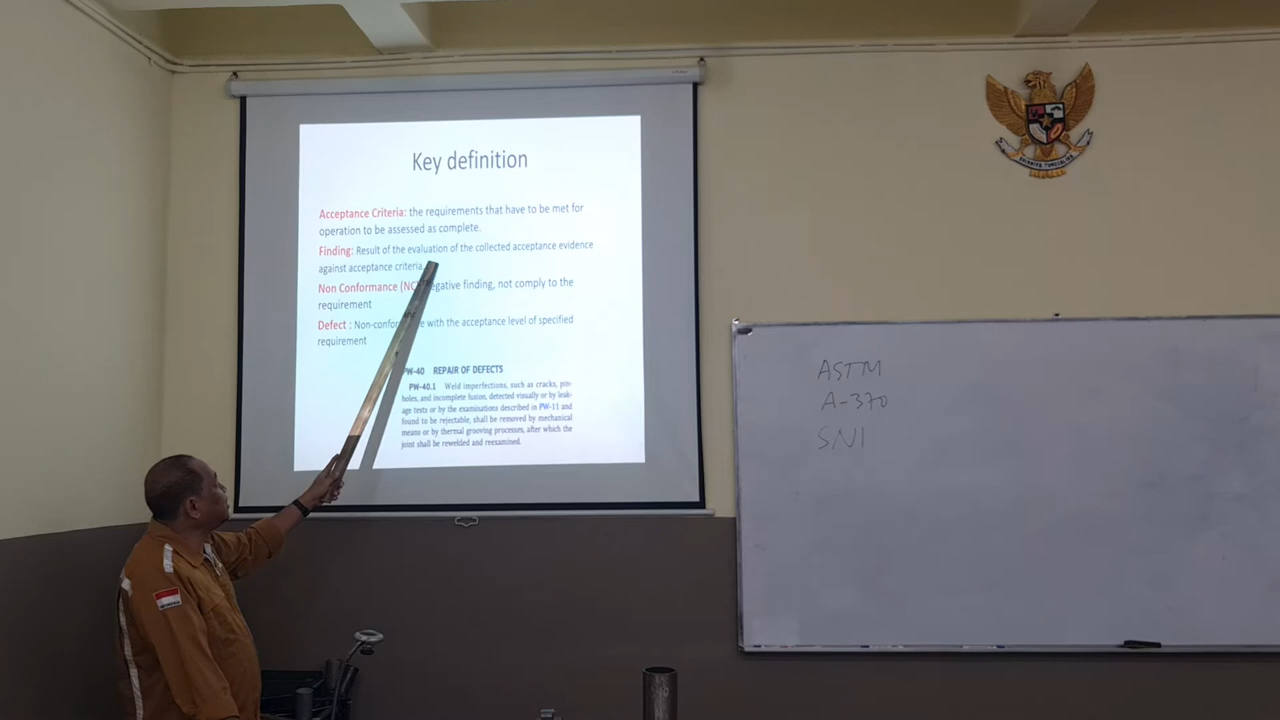 Key definition
Acceptance Criteria: the requirements that have to be met for
operation to be assessed as complete.
Finding: Result of the evaluation of the collected acceptance evidence
against acceptance criteria.
Non Conformance (NC) negative finding, not comply to the
requirement
Defect : with the acceptance level of specified
requirement
PW-40 REPAIR OF DEFECTS
PW-40.1 Weld imperfections, such as cracks, pin-
holes, and incomplete fusion, detected visually or by leak-
age tests or by the examinations described in PW-11 and
found to be rejectable, shall be removed by mechanical
means or by thermal grooving processes, after which the
joint shall be rewelded and reexamined.
ASTM
A-370
SNI
INDONESIA